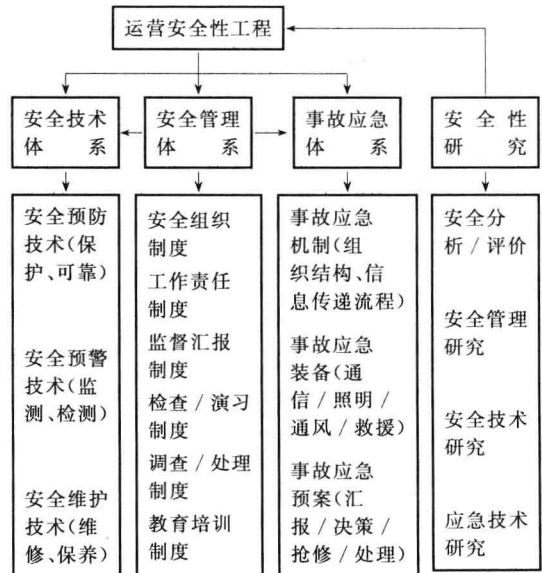 运营安全性工程
安全技术
体系
安全管理
体系
事故应急
体系
安全性
研究
安全预防
技术(保
护、可靠)
安全预警
技术(监
测、检测)
安全维护
技术(维
修、保养)
安全组织
制度
工作责任
制度
监督汇报
制度
检查/演习
制度
调查/处理
制度
教育培训
制度
事故应急
机制(组
织结构、信
息传递流程)
事故应急
装备(通
信/照明/
通风/救援)
事故应急
预案(汇
报/决策/
抢修/处理)
安全分
析/评价
安全管理
研究
安全技术
研究
应急技术
研究